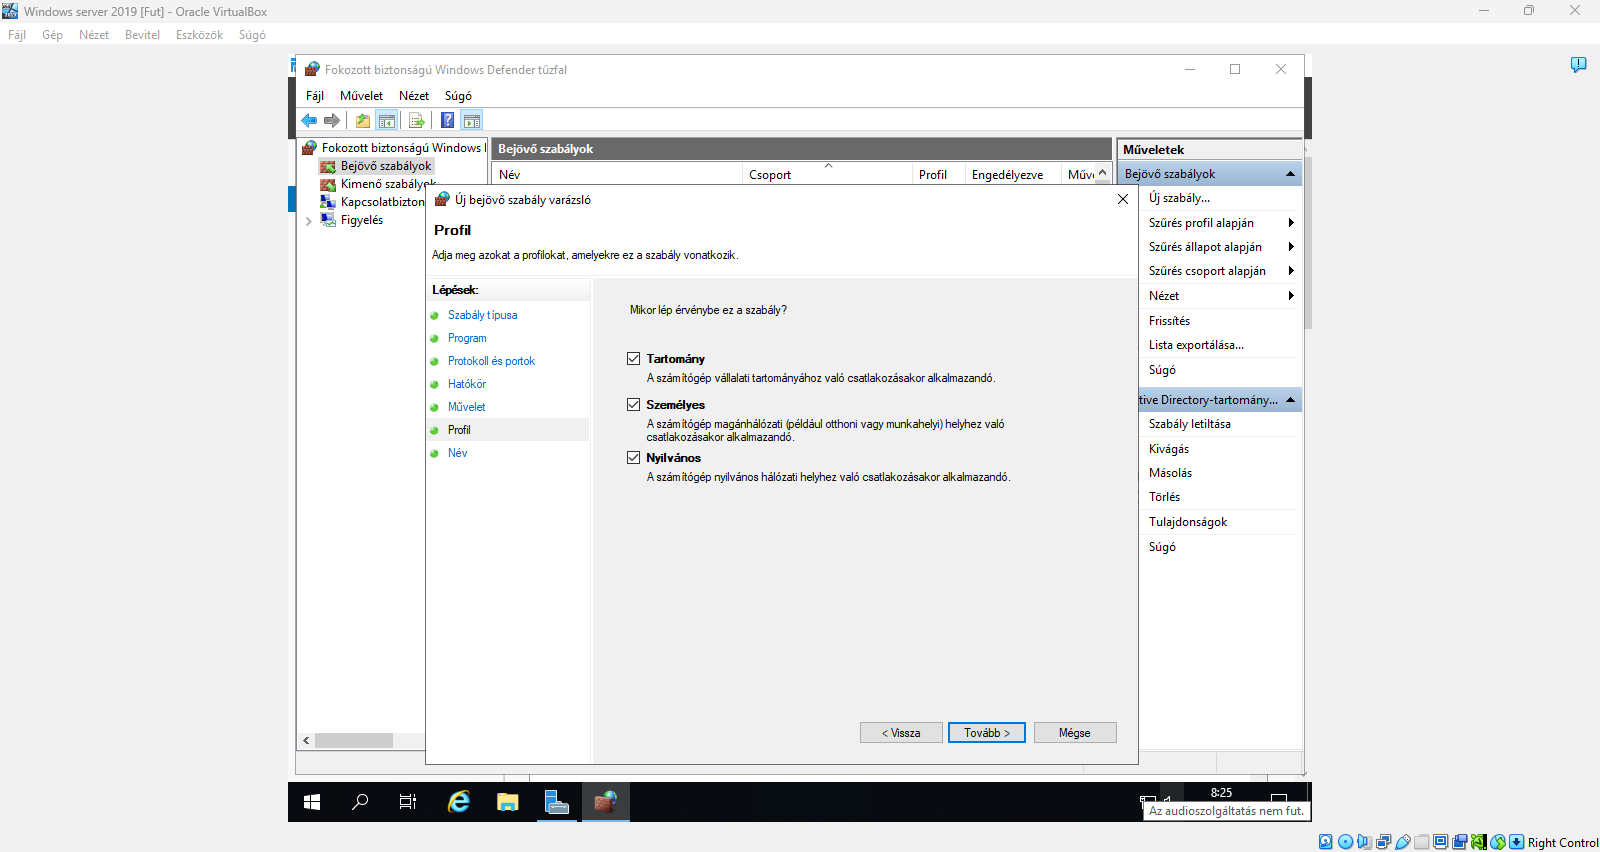 Windows server 2019 [Fut] - Oracle VirtualBox
Fájl Gép Nézet Bevitel Eszközök Súgó
Fokozott biztonságú Windows Defender tűzfal
Fájl Művelet Nézet Súgó
Fokozott biztonságú Windows
Bejövő szabályok
Kimenő szabályok
Kapcsolatbizton
Figyelés
Bejövő szabályok
Név Csoport Profil Engedélyezve Műv
Új bejövő szabály varázsló
Profil
Adja meg azokat a profilokat, amelyekre ez a szabály vonatkozik.
Lépések:
Szabály típusa
Program
Protokoll és portok
Hatókör
Művelet
Profil
Név
Mikor lép érvénybe ez a szabály?
Tartomány
A számítógép vállalati tartományához való csatlakozásakor alkalmazandó.
Személyes
A számítógép magánhálózati (például otthoni vagy munkahelyi) helyhez való
csatlakozásakor alkalmazandó.
Nyilvános
A számítógép nyilvános hálózati helyhez való csatlakozásakor alkalmazandó.
< Vissza Tovább > Mégse
Műveletek
Bejövő szabályok
Új szabály...
Szűrés profil alapján
Szűrés állapot alapján
Szűrés csoport alapján
Nézet
Frissítés
Lista exportálása...
Súgó
tive Directory-tartomány...
Szabály letiltása
Kivágás
Másolás
Törlés
Tulajdonságok
Súgó
8:25
Az audioszolgáltatás nem fut.
Right Control